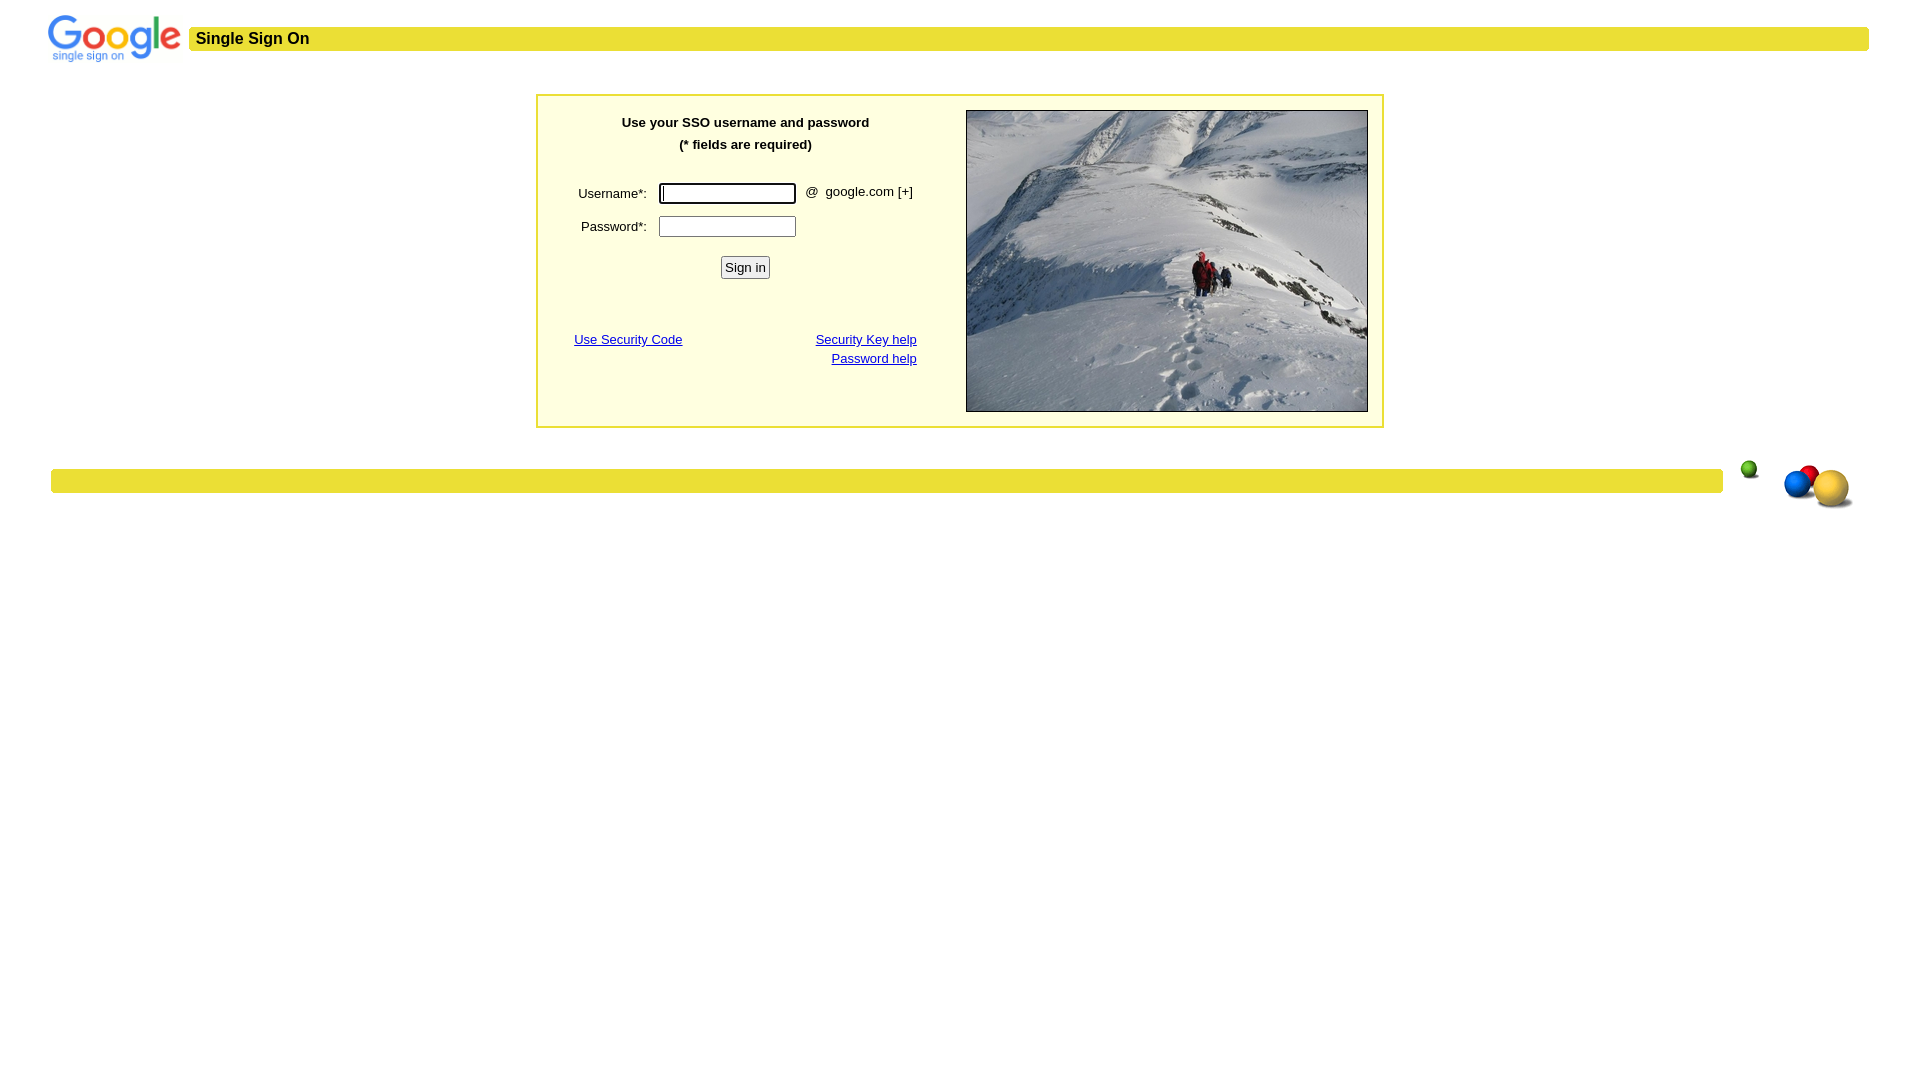 Google
single sign on
Single Sign On
Use your SSO username and password
(* fields are required)
Username*:
@ google.com [+]
Password*:
Sign in
Use Security Code
Security Key help
Password help